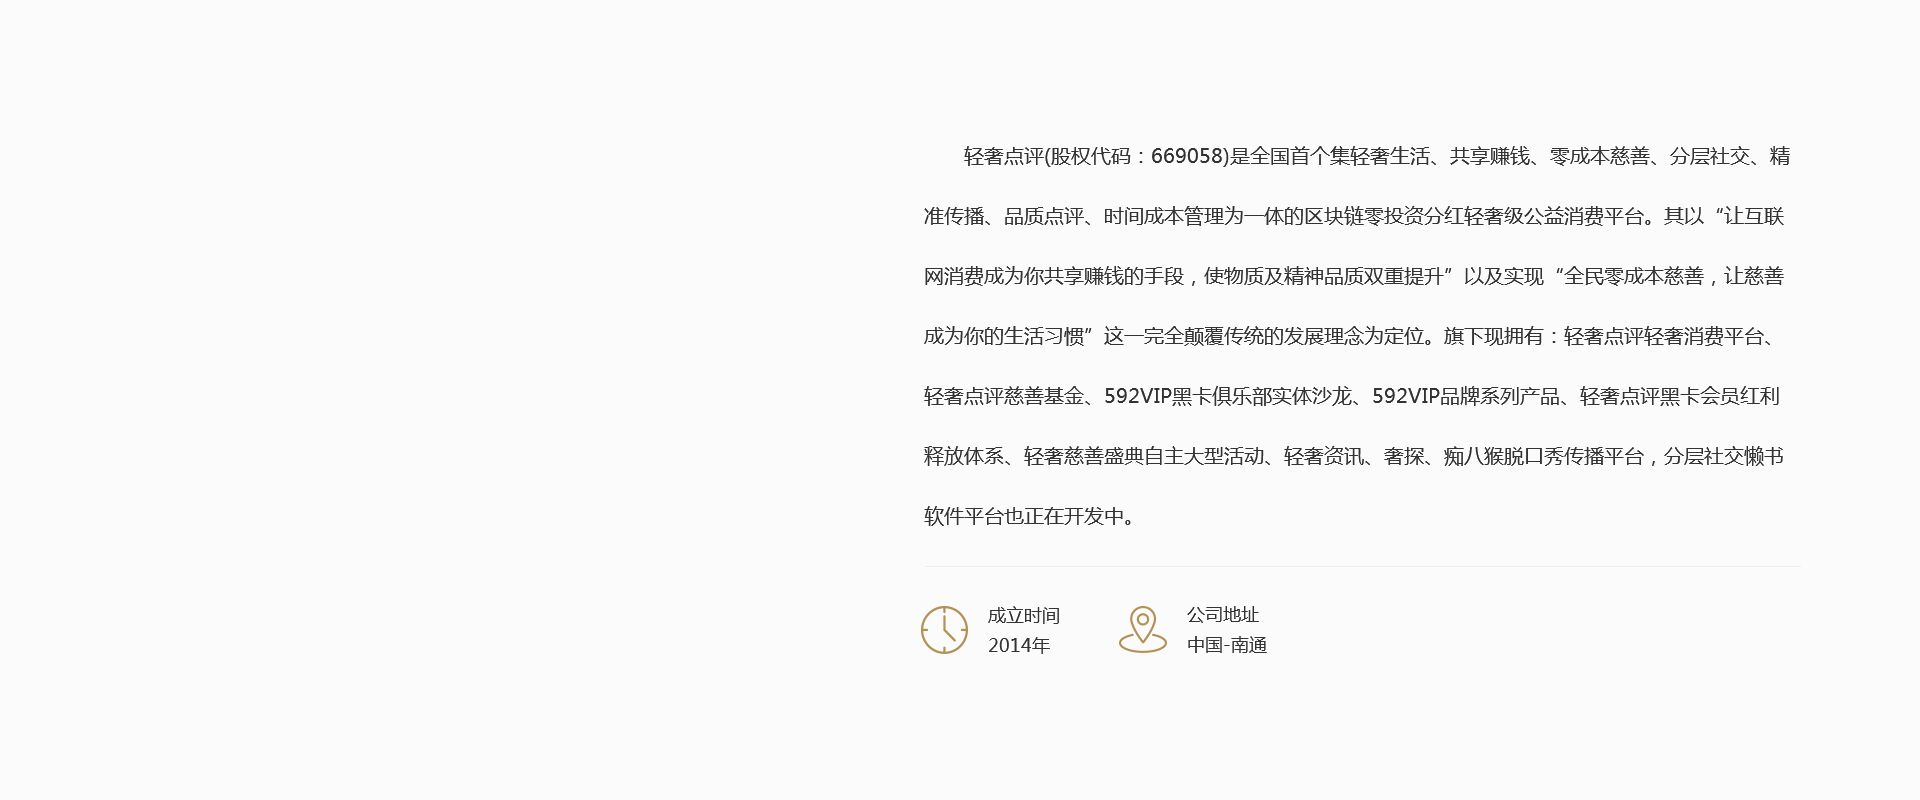 轻奢点评(股权代码：669058)是全国首个集轻奢生活、共享赚钱、零成本慈善、分层社交、精
准传播、品质点评、时间成本管理为一体的区块链零投资分红轻奢级公益消费平台。其以“让互联
网消费成为你共享赚钱的手段，使物质及精神品质双重提升”以及实现“全民零成本慈善，让慈善
成为你的生活习惯”这一完全颠覆传统的发展理念为定位。旗下现拥有：轻奢点评轻奢消费平台、
轻奢点评慈善基金、592VIP黑卡俱乐部实体沙龙、592VIP品牌系列产品、轻奢点评黑卡会员红利
释放体系、轻奢慈善盛典自主大型活动、轻奢资讯、奢探、痴八猴脱口秀传播平台，分层社交懒书
软件平台也正在开发中。
成立时间
2014年
公司地址
中国-南通